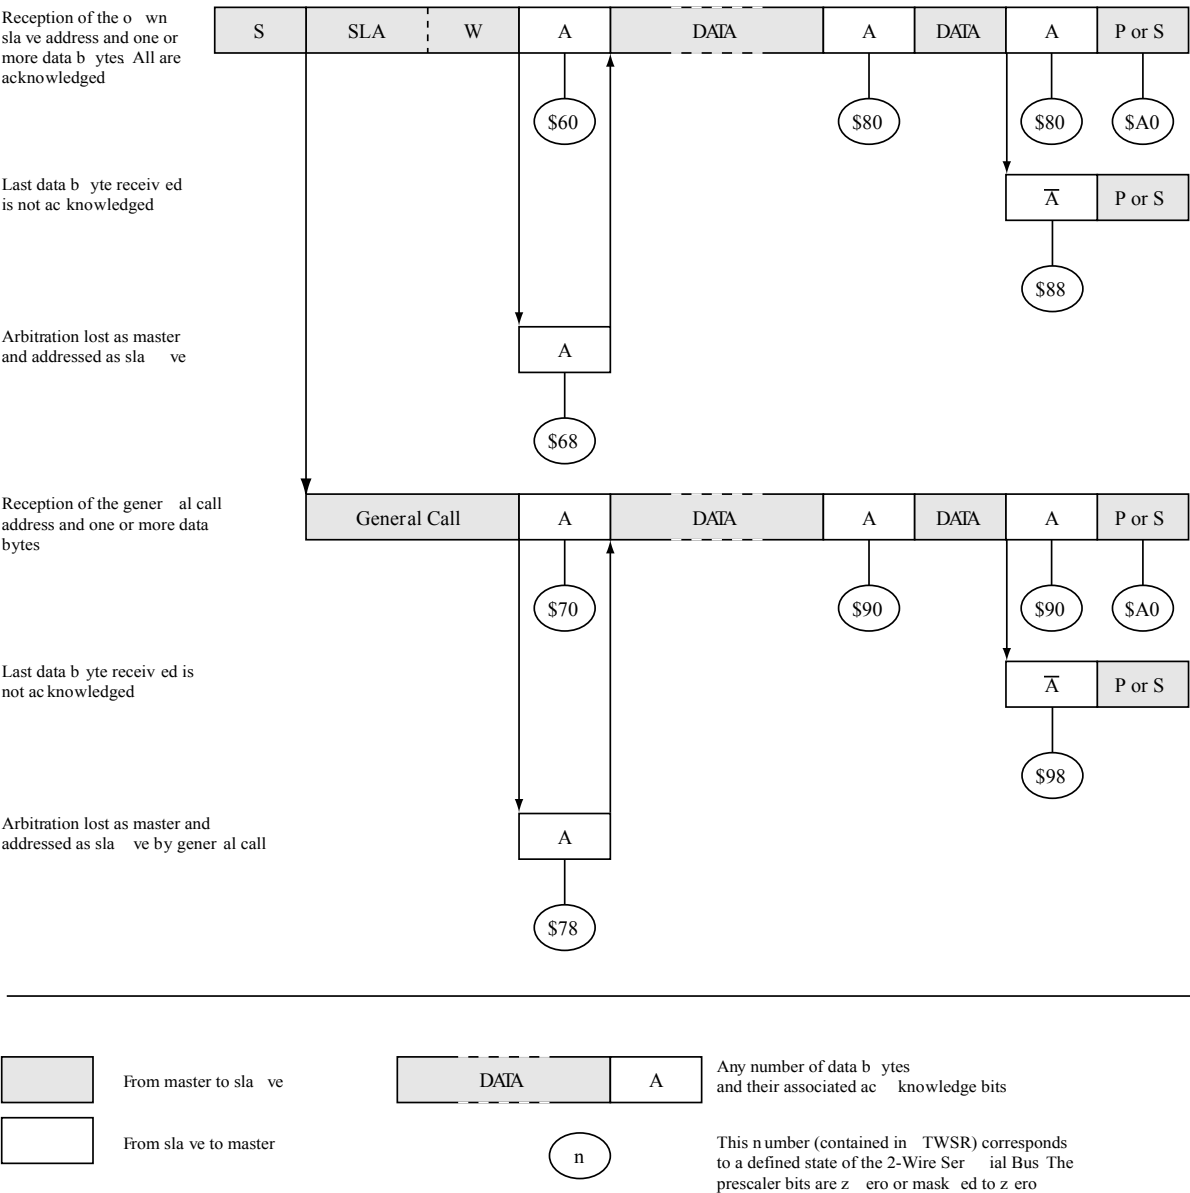 Reception of the o wn
sla ve address and one or
more data b ytes. All are
acknowledged
S SLA W A DATA A DATA A P or S
$60 $80 $80 $A0
Last data b yte receiv ed
is not ac knowledged
A P or S
$88
Arbitration lost as master
and addressed as sla ve
A
$68
Reception of the gener al call
address and one or more data
bytes
General Call A DATA A DATA A P or S
$70 $90 $90 $A0
Last data b yte receiv ed is
not ac knowledged
A P or S
$98
Arbitration lost as master and
addressed as sla ve by gener al call
A
$78
From master to sla ve
DATA A
Any number of data b ytes
and their associated ac knowledge bits
From sla ve to master
n
This n umber (contained in TWSR) corresponds
to a defined state of the 2-Wire Ser ial Bus. The
prescaler bits are z ero or mask ed to z ero